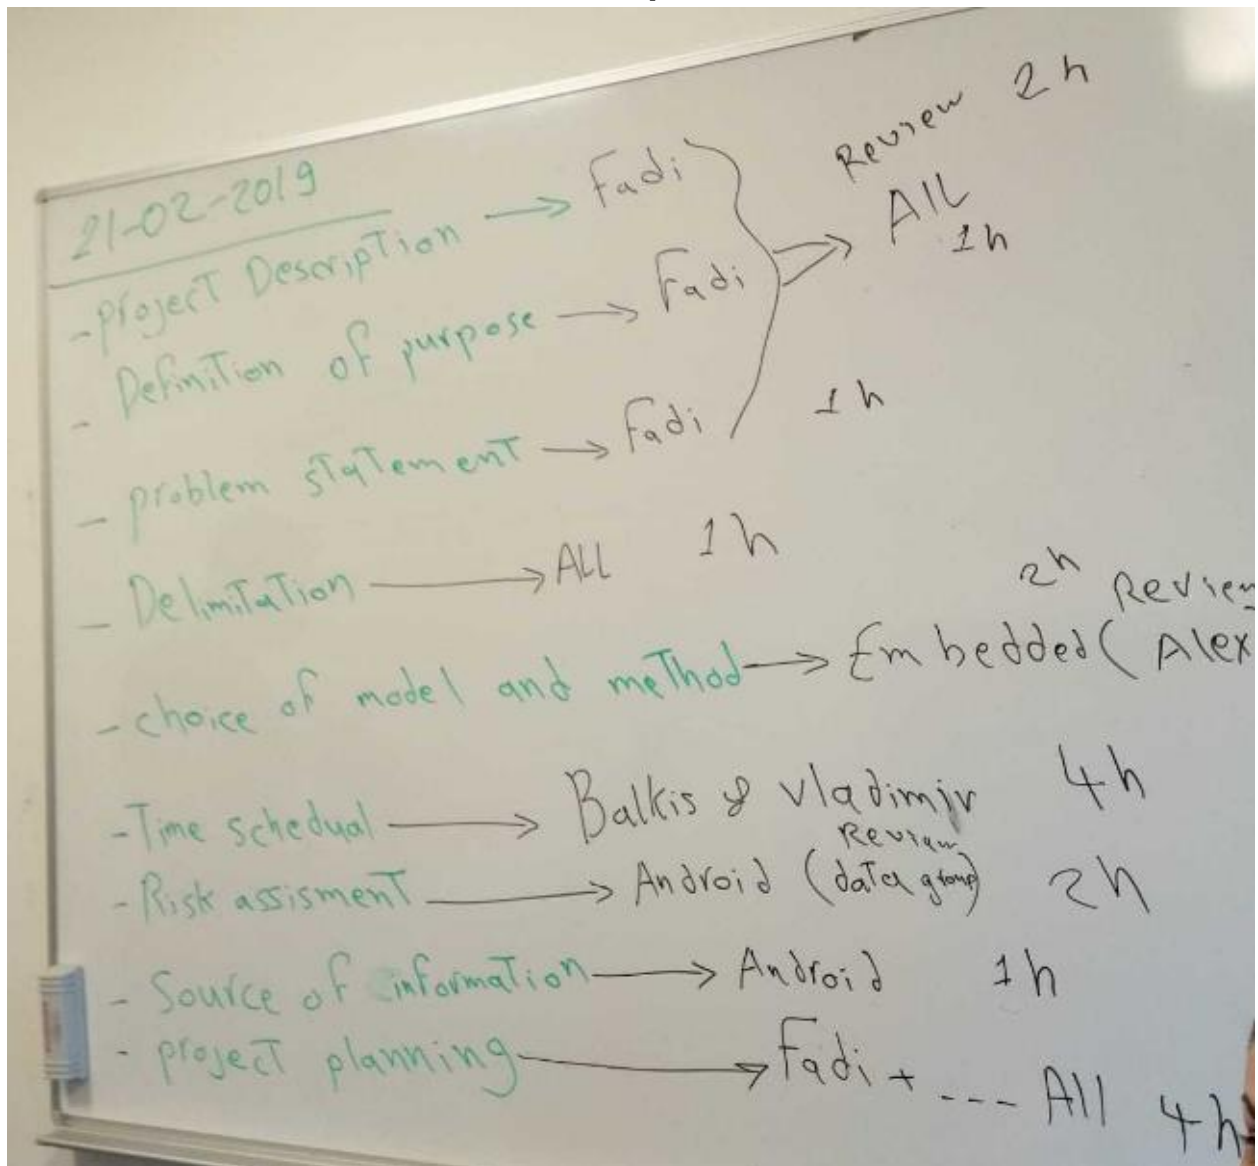 21-02-2019
Review 2h
- project Description → Fadi
All
1h
- Definition of purpose → Fadi
- problem statement → Fadi 1h
- Delimitation → ALL 1h
2h Review
- choice of model and method → Embedded (Alex
- Time schedual → Balkis & vladimir 4h
Review
- Risk assisment → Android (data group) 2h
- Source of information → Android 1h
- project planning → Fadi + --- All 4h